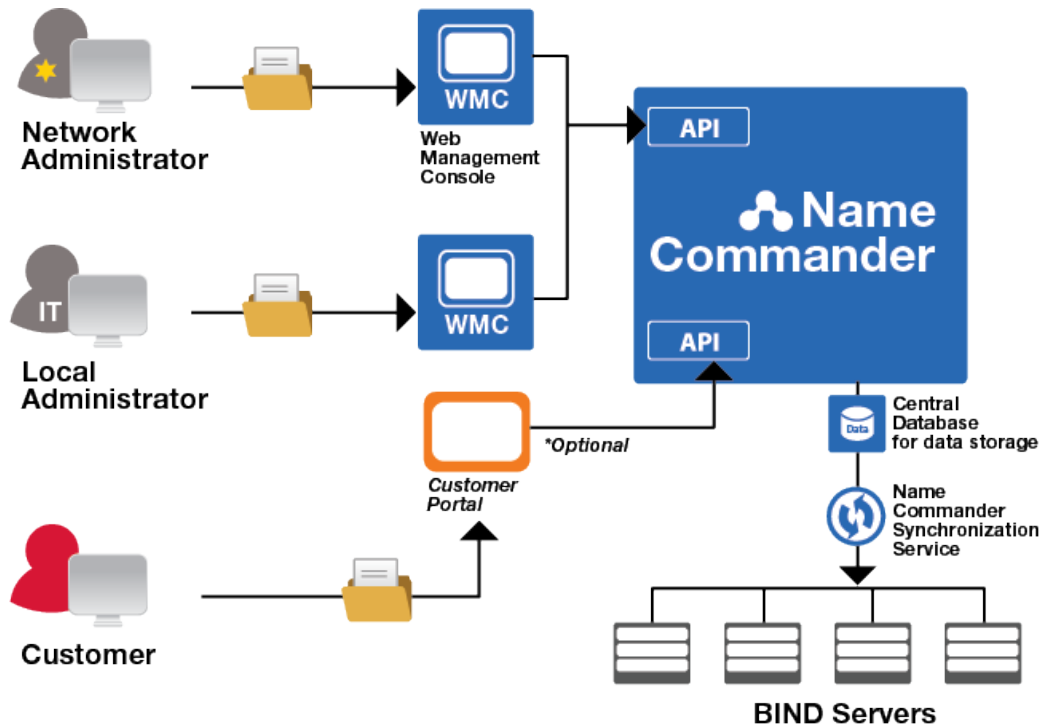 Network
Administrator
WMC
Web
Management
Console
API
Name
Commander
IT
Local
Administrator
WMC
API
*Optional
Customer
Portal
Data
Central
Database
for data storage
Name
Commander
Synchronization
Service
Customer
BIND Servers